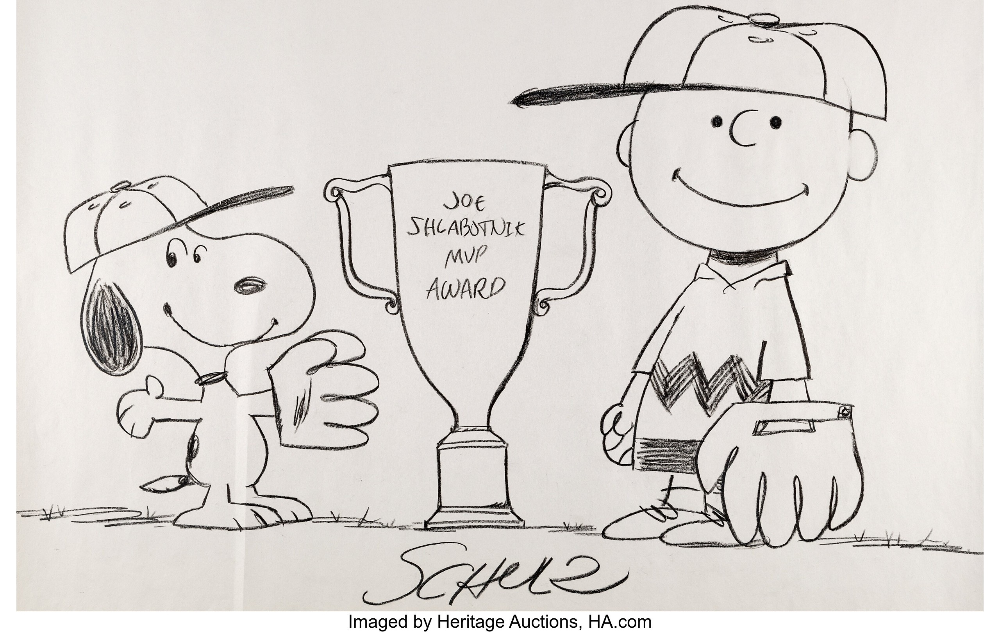 JOE
SHLABOTNIK
MVP
AWARD
SCHULZ
Imaged by Heritage Auctions, HA.com